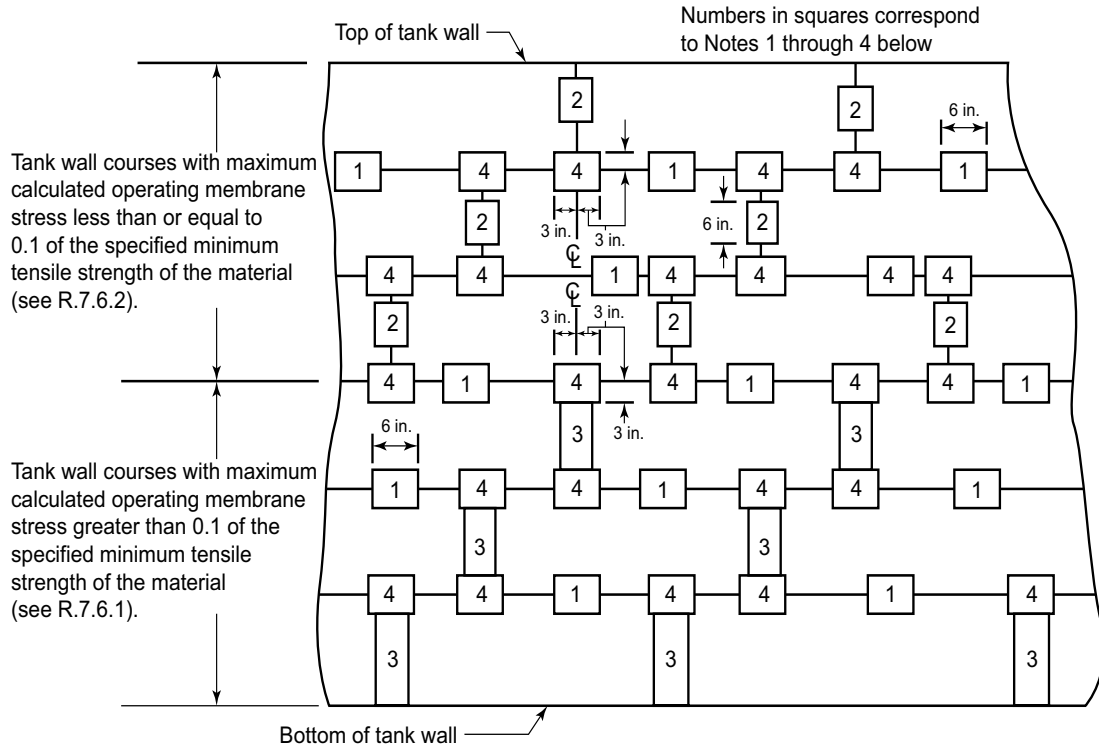 Top of tank wall
Numbers in squares correspond
to Notes 1 through 4 below
2
2
6 in.
Tank wall courses with maximum
calculated operating membrane
stress less than or equal to
0.1 of the specified minimum
tensile strength of the material
(see R.7.6.2).
1 4 4 1 4 4 1
2 6 in. 2
3 in. 3 in.
℄
4 4 1 4 4 4 4
℄
3 in. 3 in.
2 2 2
4 1 4 4 1 4 4 1
3 in.
3 3
6 in.
Tank wall courses with maximum
calculated operating membrane
stress greater than 0.1 of the
specified minimum tensile
strength of the material
(see R.7.6.1).
1 4 4 1 4 4 1
3 3
4 4 1 4 4 1 4
3 3 3
Bottom of tank wall